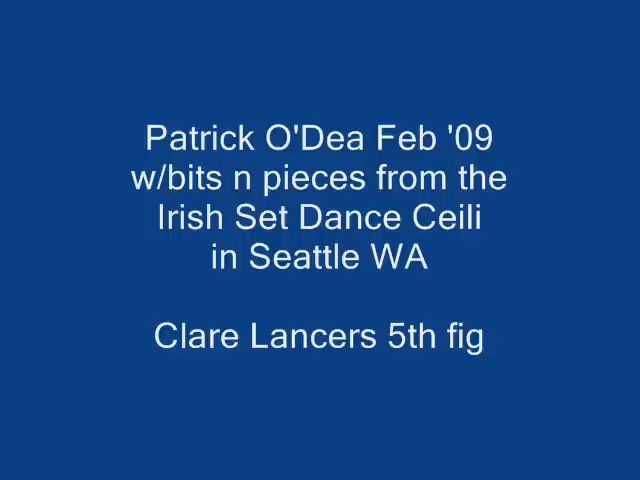 Patrick O'Dea Feb '09
w/bits n pieces from the
Irish Set Dance Ceili
in Seattle WA
Clare Lancers 5th fig